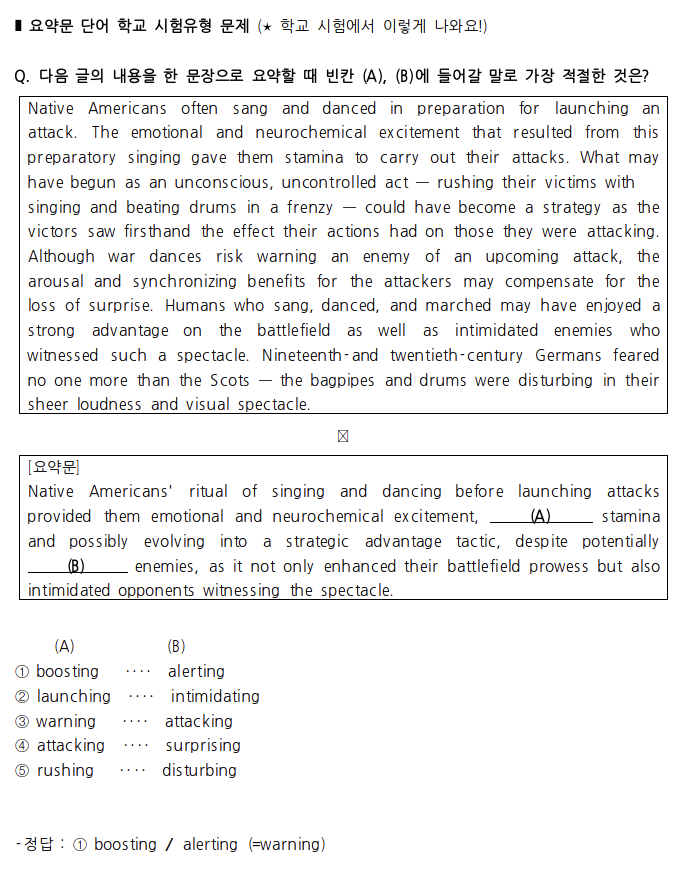 ▮ 요약문 단어 학교 시험유형 문제 (★ 학교 시험에서 이렇게 나와요!)
Q. 다음 글의 내용을 한 문장으로 요약할 때 빈칸 (A), (B)에 들어갈 말로 가장 적절한 것은?
Native Americans often sang and danced in preparation for launching an
attack. The emotional and neurochemical excitement that resulted from this
preparatory singing gave them stamina to carry out their attacks. What may
have begun as an unconscious, uncontrolled act — rushing their victims with
singing and beating drums in a frenzy — could have become a strategy as the
victors saw firsthand the effect their actions had on those they were attacking.
Although war dances risk warning an enemy of an upcoming attack, the
arousal and synchronizing benefits for the attackers may compensate for the
loss of surprise. Humans who sang, danced, and marched may have enjoyed a
strong advantage on the battlefield as well as intimidated enemies who
witnessed such a spectacle. Nineteenth-and twentieth-century Germans feared
no one more than the Scots — the bagpipes and drums were disturbing in their
sheer loudness and visual spectacle.
[요약문]
Native Americans' ritual of singing and dancing before launching attacks
provided them emotional and neurochemical excitement, ____(A)____ stamina
and possibly evolving into a strategic advantage tactic, despite potentially
____(B)____ enemies, as it not only enhanced their battlefield prowess but also
intimidated opponents witnessing the spectacle.
(A) (B)
① boosting ···· alerting
② launching ···· intimidating
③ warning ···· attacking
④ attacking ···· surprising
⑤ rushing ···· disturbing
-정답 : ① boosting / alerting (=warning)